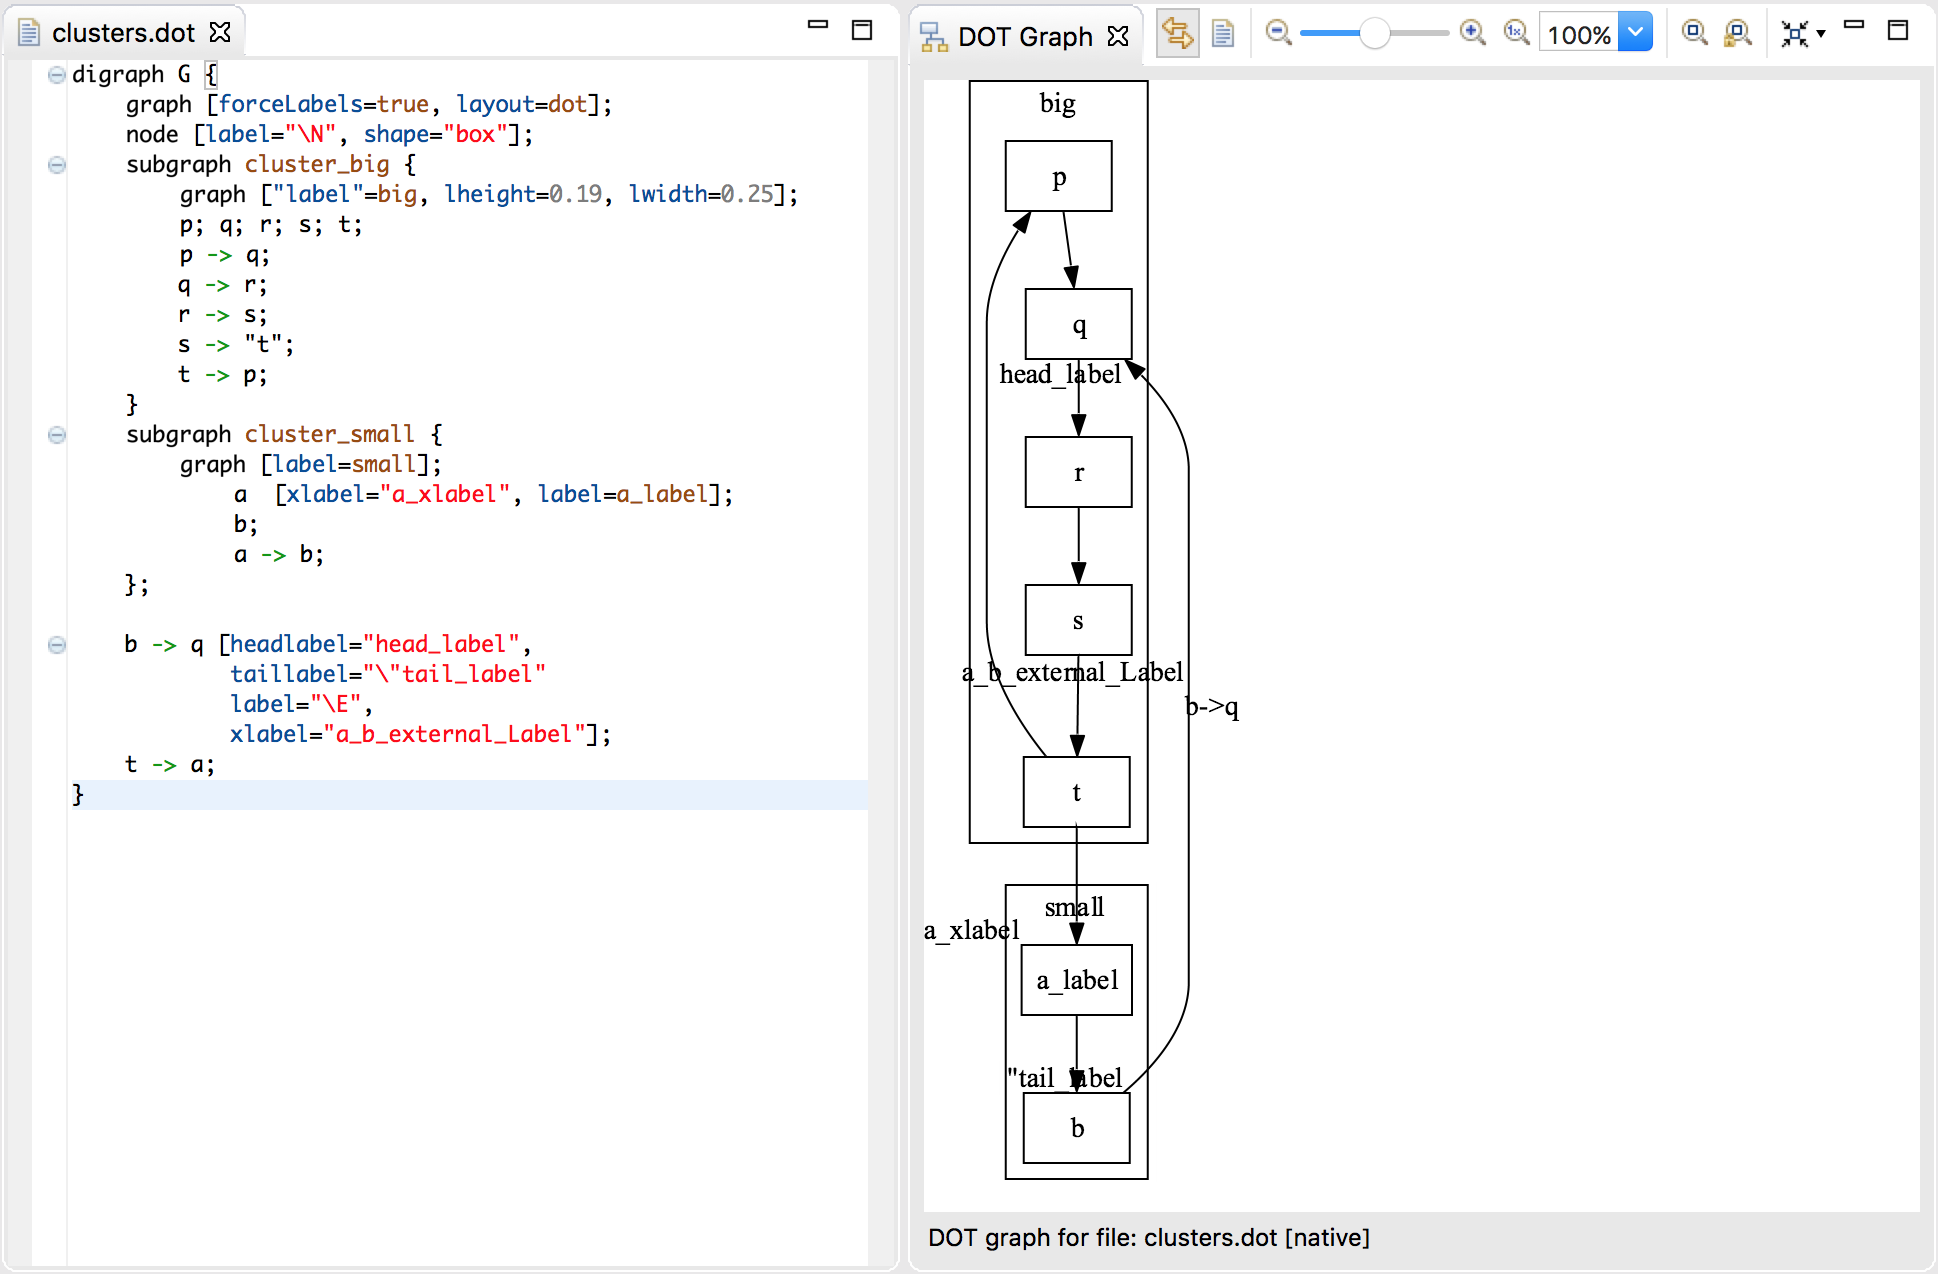 clusters.dot
digraph G {
graph [forceLabels=true, layout=dot];
node [label="\N", shape="box"];
subgraph cluster_big {
graph ["label"=big, lheight=0.19, lwidth=0.25];
p; q; r; s; t;
p -> q;
q -> r;
r -> s;
s -> "t";
t -> p;
}
subgraph cluster_small {
graph [label=small];
a  [xlabel="a_xlabel", label=a_label];
b;
a -> b;
};
b -> q [headlabel="head_label",
taillabel="\"tail_label"
label="\E",
xlabel="a_b_external_Label"];
t -> a;
}
DOT Graph
1x
100%
big
p
q
head_label
r
s
a_b_external_Label
b->q
t
small
a_xlabel
a_label
"tail_label
b
DOT graph for file: clusters.dot [native]